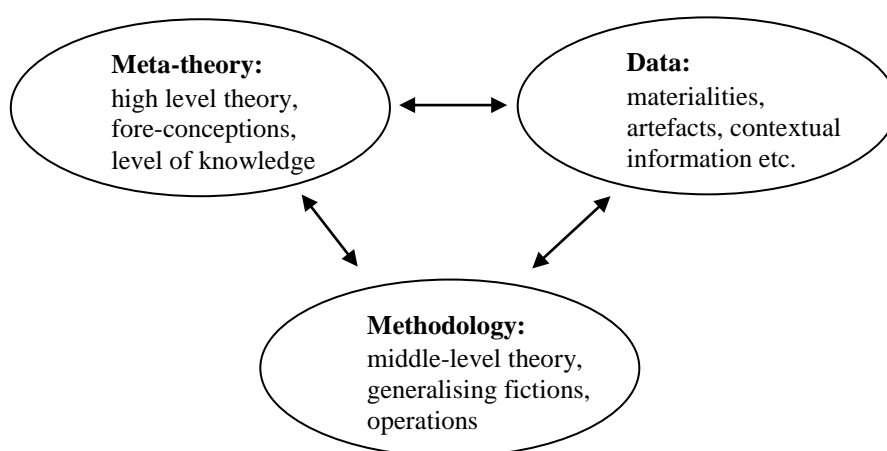 Meta-theory:
high level theory,
fore-conceptions,
level of knowledge
Data:
materialities,
artefacts, contextual
information etc.
Methodology:
middle-level theory,
generalising fictions,
operations